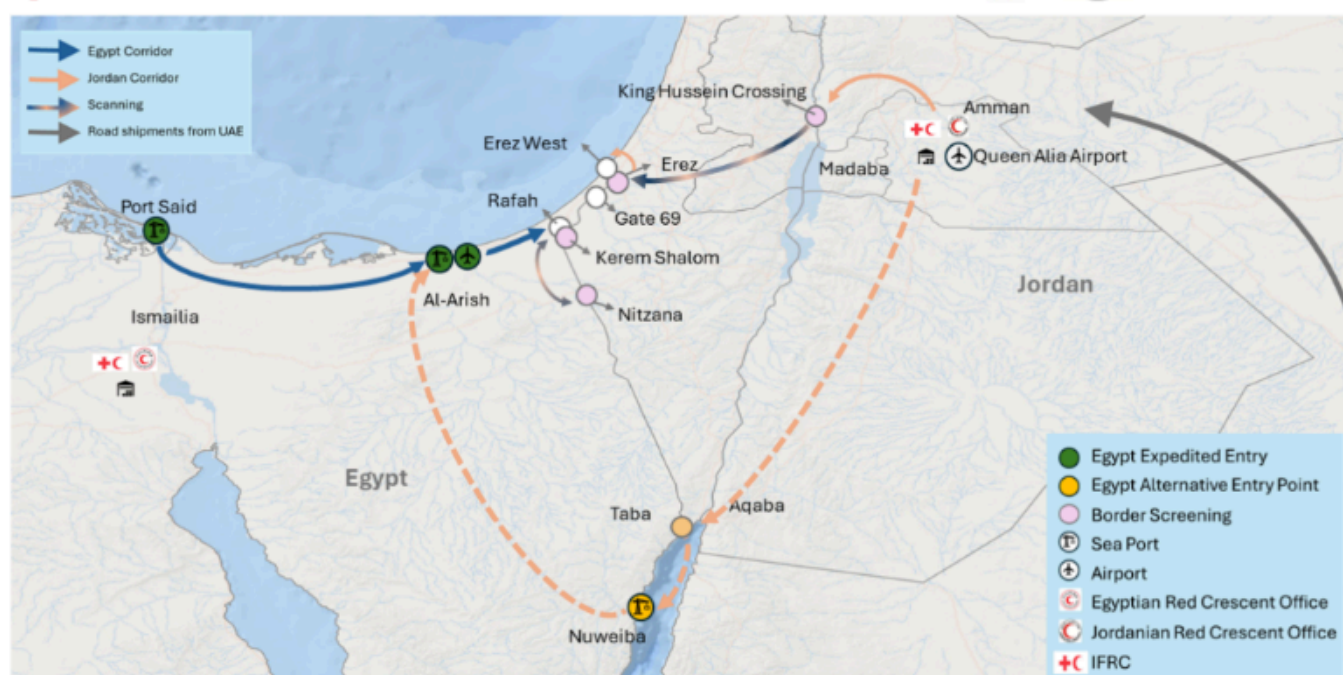 Egypt Corridor
Jordan Corridor
Scanning
Road shipments from UAE
King Hussein Crossing
Amman
Erez West
Erez
Madaba
Queen Alia Airport
Rafah
Gate 69
Port Said
Kerem Shalom
Al-Arish
Jordan
Ismailia
Nitzana
Egypt
Taba
Aqaba
Nuweiba
Egypt Expedited Entry
Egypt Alternative Entry Point
Border Screening
Sea Port
Airport
Egyptian Red Crescent Office
Jordanian Red Crescent Office
IFRC